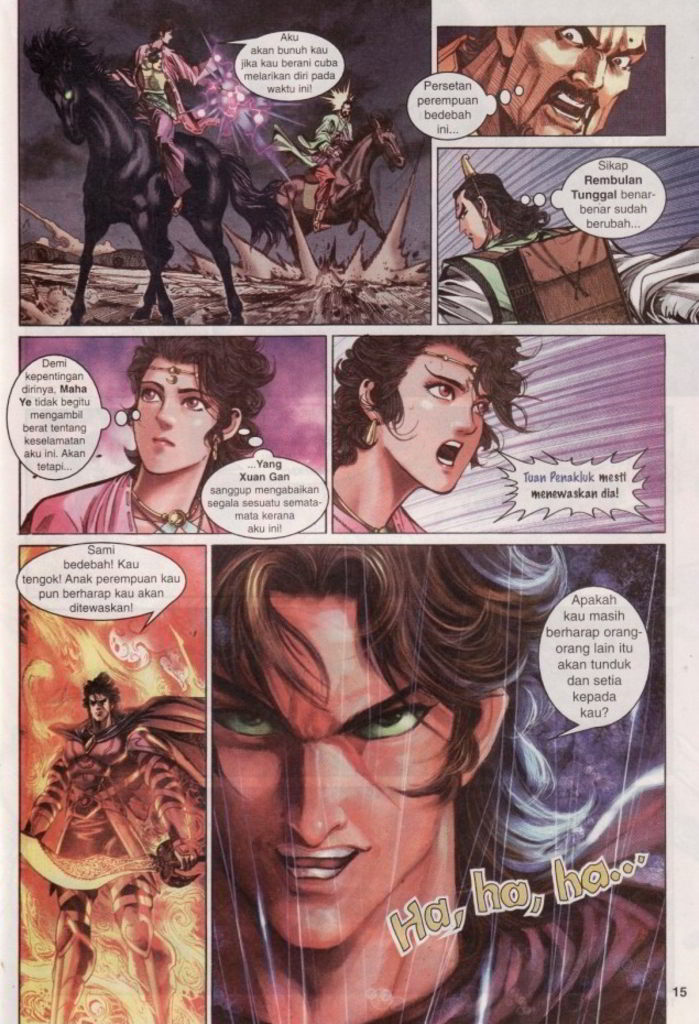 Aku
akan bunuh kau
jika kau berani cuba
melarikan diri pada
waktu ini!
Persetan
perempuan
bedebah
ini...
Sikap
Rembulan
Tunggal benar-
benar sudah
berubah...
Demi
kepentingan
dirinya, Maha
Ye tidak begitu
mengambil
berat tentang
keselamatan
aku ini. Akan
tetapi...
...Yang
Xuan Gan
sanggup mengabaikan
segala sesuatu semata-
mata kerana
aku ini!
Tuan Penakluk mesti
menewaskan dia!
Sami
bedebah! Kau
tengok! Anak perempuan kau
pun berharap kau akan
ditewaskan!
Apakah
kau masih
berharap orang-
orang lain itu
akan tunduk
dan setia
kepada
kau?
Ha, ha, ha...
15